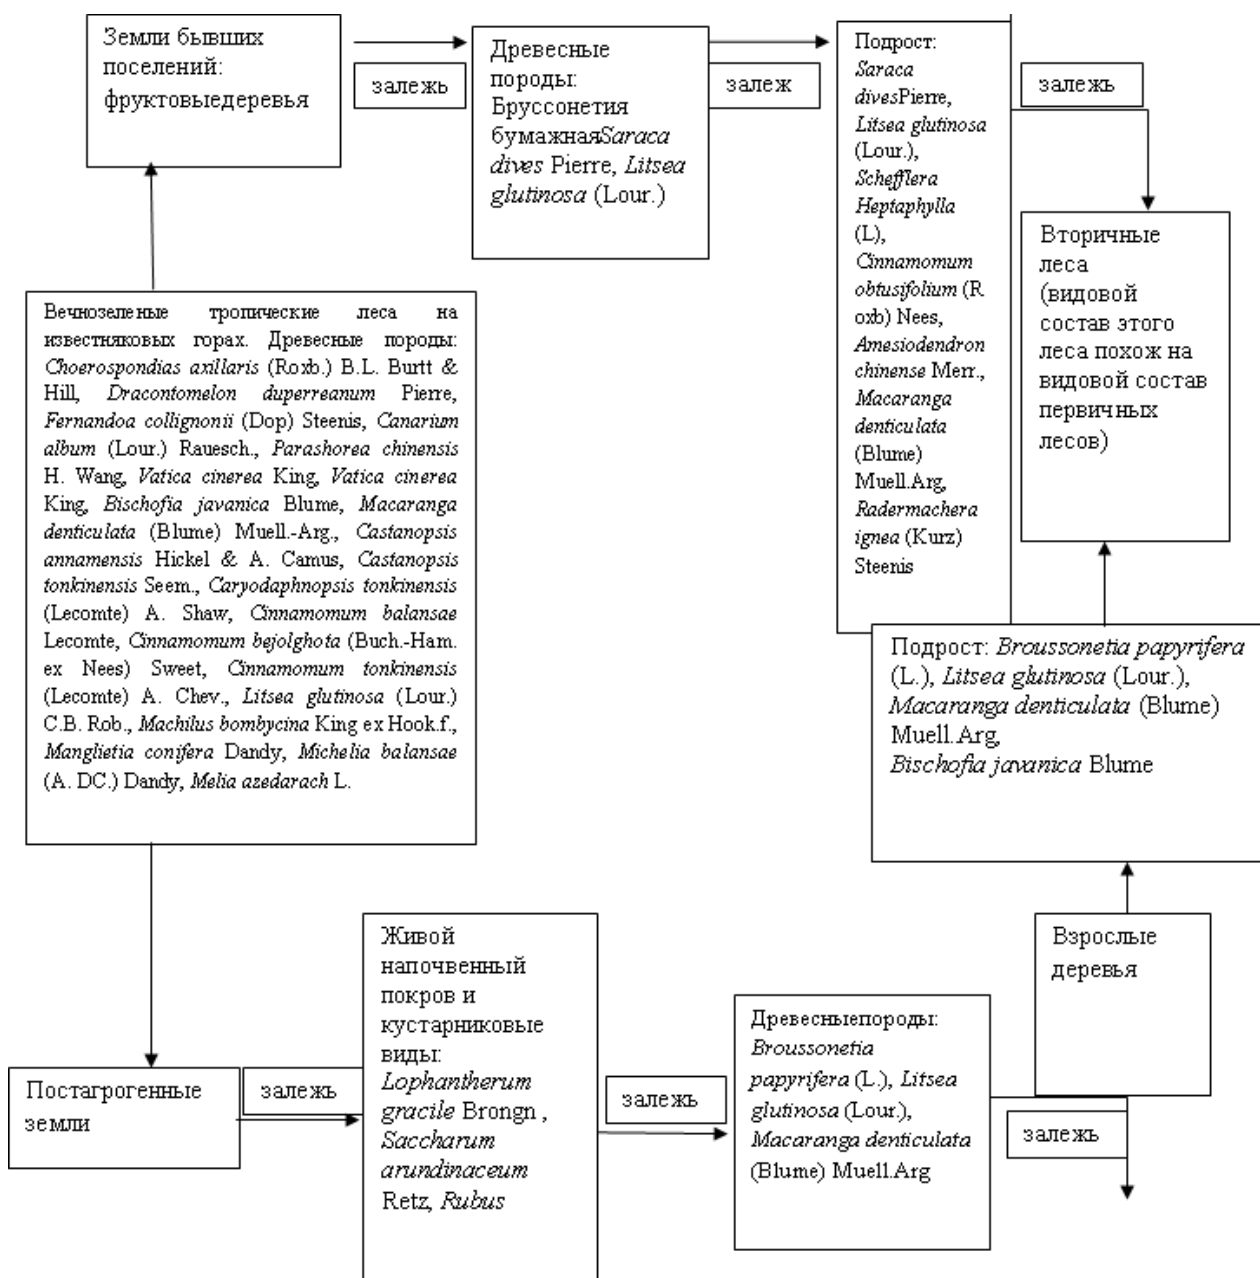 Земли бывших
поселений:
фруктовыедеревья
залежь
Древесные
породы:
Бруссонетия
бумажнаяSaraca
dives Pierre, Litsea
glutinosa (Lour.)
залеж
Подрост:
Saraca
divesPierre,
Litsea glutinosa
(Lour.),
Schefflera
Heptaphylla
(L),
Cinnamomum
obtusifolium (R
oxb) Nees,
Amesiodendron
chinense Merr.,
Macaranga
denticulata
(Blume)
Muell.Arg,
Radermachera
ignea (Kurz)
Steenis
залежь
Вторичные
леса
(видовой
состав этого
леса похож на
видовой состав
первичных
лесов)
Вечнозеленые тропические леса на
известняковых горах. Древесные породы:
Choerospondias axillaris (Roxb.) B.L. Burtt &
Hill, Dracontomelon duperreanum Pierre,
Fernandoa collignonii (Dop) Steenis, Canarium
album (Lour.) Rauesch., Parashorea chinensis
H. Wang, Vatica cinerea King, Vatica cinerea
King, Bischofia javanica Blume, Macaranga
denticulata (Blume) Muell.-Arg., Castanopsis
annamensis Hickel & A. Camus, Castanopsis
tonkinensis Seem., Caryodaphnopsis tonkinensis
(Lecomte) A. Shaw, Cinnamomum balansae
Lecomte, Cinnamomum bejolghota (Buch.-Ham.
ex Nees) Sweet, Cinnamomum tonkinensis
(Lecomte) A. Chev., Litsea glutinosa (Lour.)
C.B. Rob., Machilus bombycina King ex Hook.f.,
Manglietia conifera Dandy, Michelia balansae
(A. DC.) Dandy, Melia azedarach L.
Подрост: Broussonetia papyrifera
(L.), Litsea glutinosa (Lour.),
Macaranga denticulata (Blume)
Muell.Arg,
Bischofia javanica Blume
Постагрогенные
земли
залежь
Живой
напочвенный
покров и
кустарниковые
виды:
Lophantherum
gracile Brongn ,
Saccharum
arundinaceum
Retz, Rubus
залежь
Древесныепороды:
Broussonetia
papyrifera (L.), Litsea
glutinosa (Lour.),
Macaranga denticulata
(Blume) Muell.Arg
Взрослые
деревья
залежь